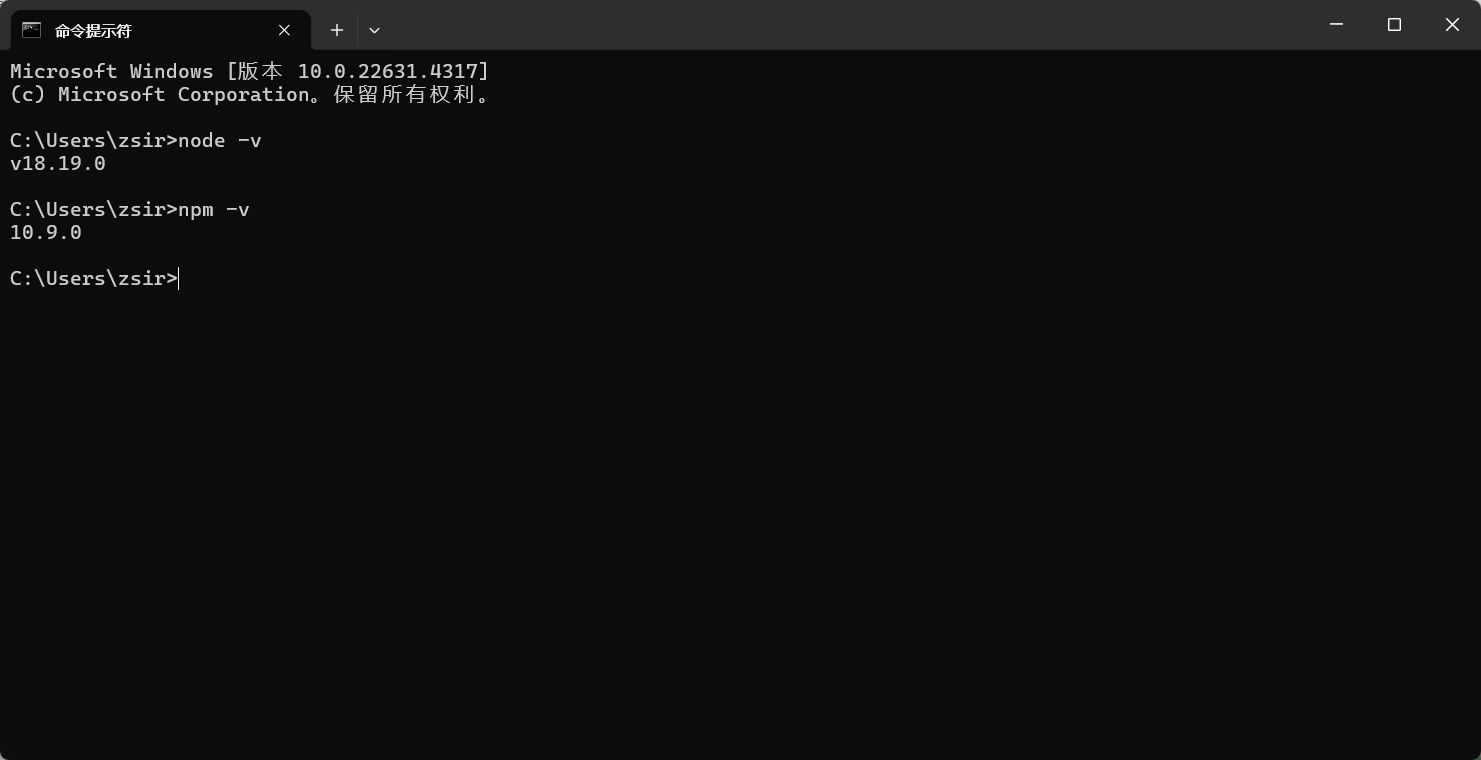 命令提示符
Microsoft Windows [版本 10.0.22631.4317]
(c) Microsoft Corporation。保留所有权利。
C:\Users\zsir>node -v
v18.19.0
C:\Users\zsir>npm -v
10.9.0
C:\Users\zsir>